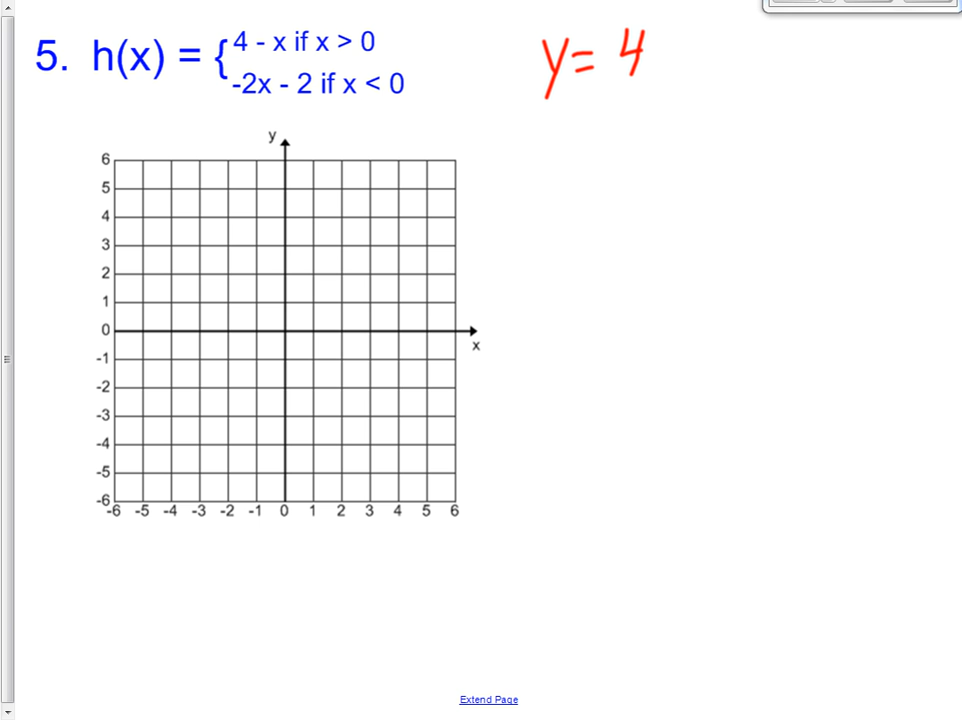 5. h(x) = { 4 - x if x > 0
-2x - 2 if x < 0
y = 4
y
6
5
4
3
2
1
0
-1
-2
-3
-4
-5
-6
x
-6 -5 -4 -3 -2 -1 0 1 2 3 4 5 6
Extend Page